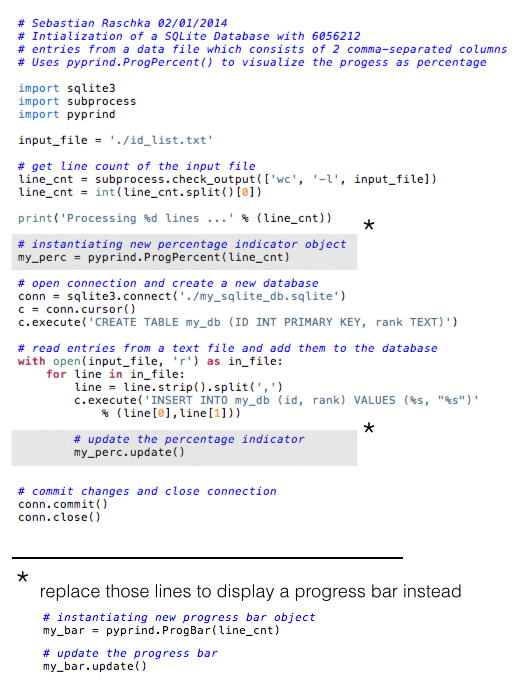 # Sebastian Raschka 02/01/2014
# Intialization of a SQLite Database with 6056212
# entries from a data file which consists of 2 comma-separated columns
# Uses pyprind.ProgPercent() to visualize the progess as percentage
import sqlite3
import subprocess
import pyprind
input_file = './id_list.txt'
# get line count of the input file
line_cnt = subprocess.check_output(['wc', '-l', input_file])
line_cnt = int(line_cnt.split()[0])
print('Processing %d lines ...' % (line_cnt))
*
# instantiating new percentage indicator object
my_perc = pyprind.ProgPercent(line_cnt)
# open connection and create a new database
conn = sqlite3.connect('./my_sqlite_db.sqlite')
c = conn.cursor()
c.execute('CREATE TABLE my_db (ID INT PRIMARY KEY, rank TEXT)')
# read entries from a text file and add them to the database
with open(input_file, 'r') as in_file:
    for line in in_file:
        line = line.strip().split(',')
        c.execute('INSERT INTO my_db (id, rank) VALUES (%s, "%s")'
            % (line[0],line[1]))
*
        # update the percentage indicator
        my_perc.update()
# commit changes and close connection
conn.commit()
conn.close()
* replace those lines to display a progress bar instead
# instantiating new progress bar object
my_bar = pyprind.ProgBar(line_cnt)
# update the progress bar
my_bar.update()